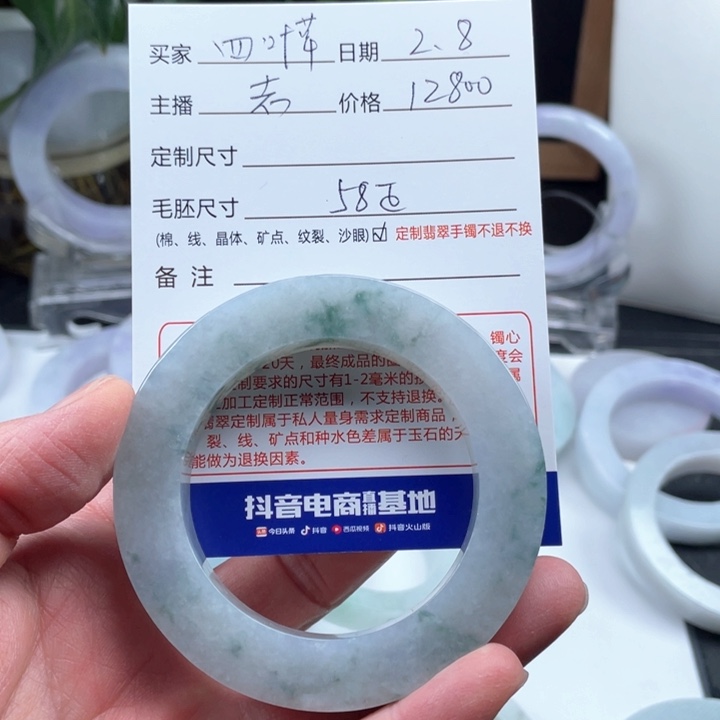 买家 四叶草 日期 2.8
主播 志 价格 12800
定制尺寸
毛胚尺寸 58
(棉、线、晶体、矿点、纹裂、沙眼)☑ 定制翡翠手镯不退不换
备 注
镯心
20天，最终成品的
度会
制要求的尺寸有1-2毫米的
属
加工定制正常范围，不支持退换。
翡翠定制属于私人量身需求定制商品，
裂、线、矿点和种水色差属于玉石的天
能做为退换因素。
抖音电商直播基地
今日头条 抖音 西瓜视频 抖音火山版